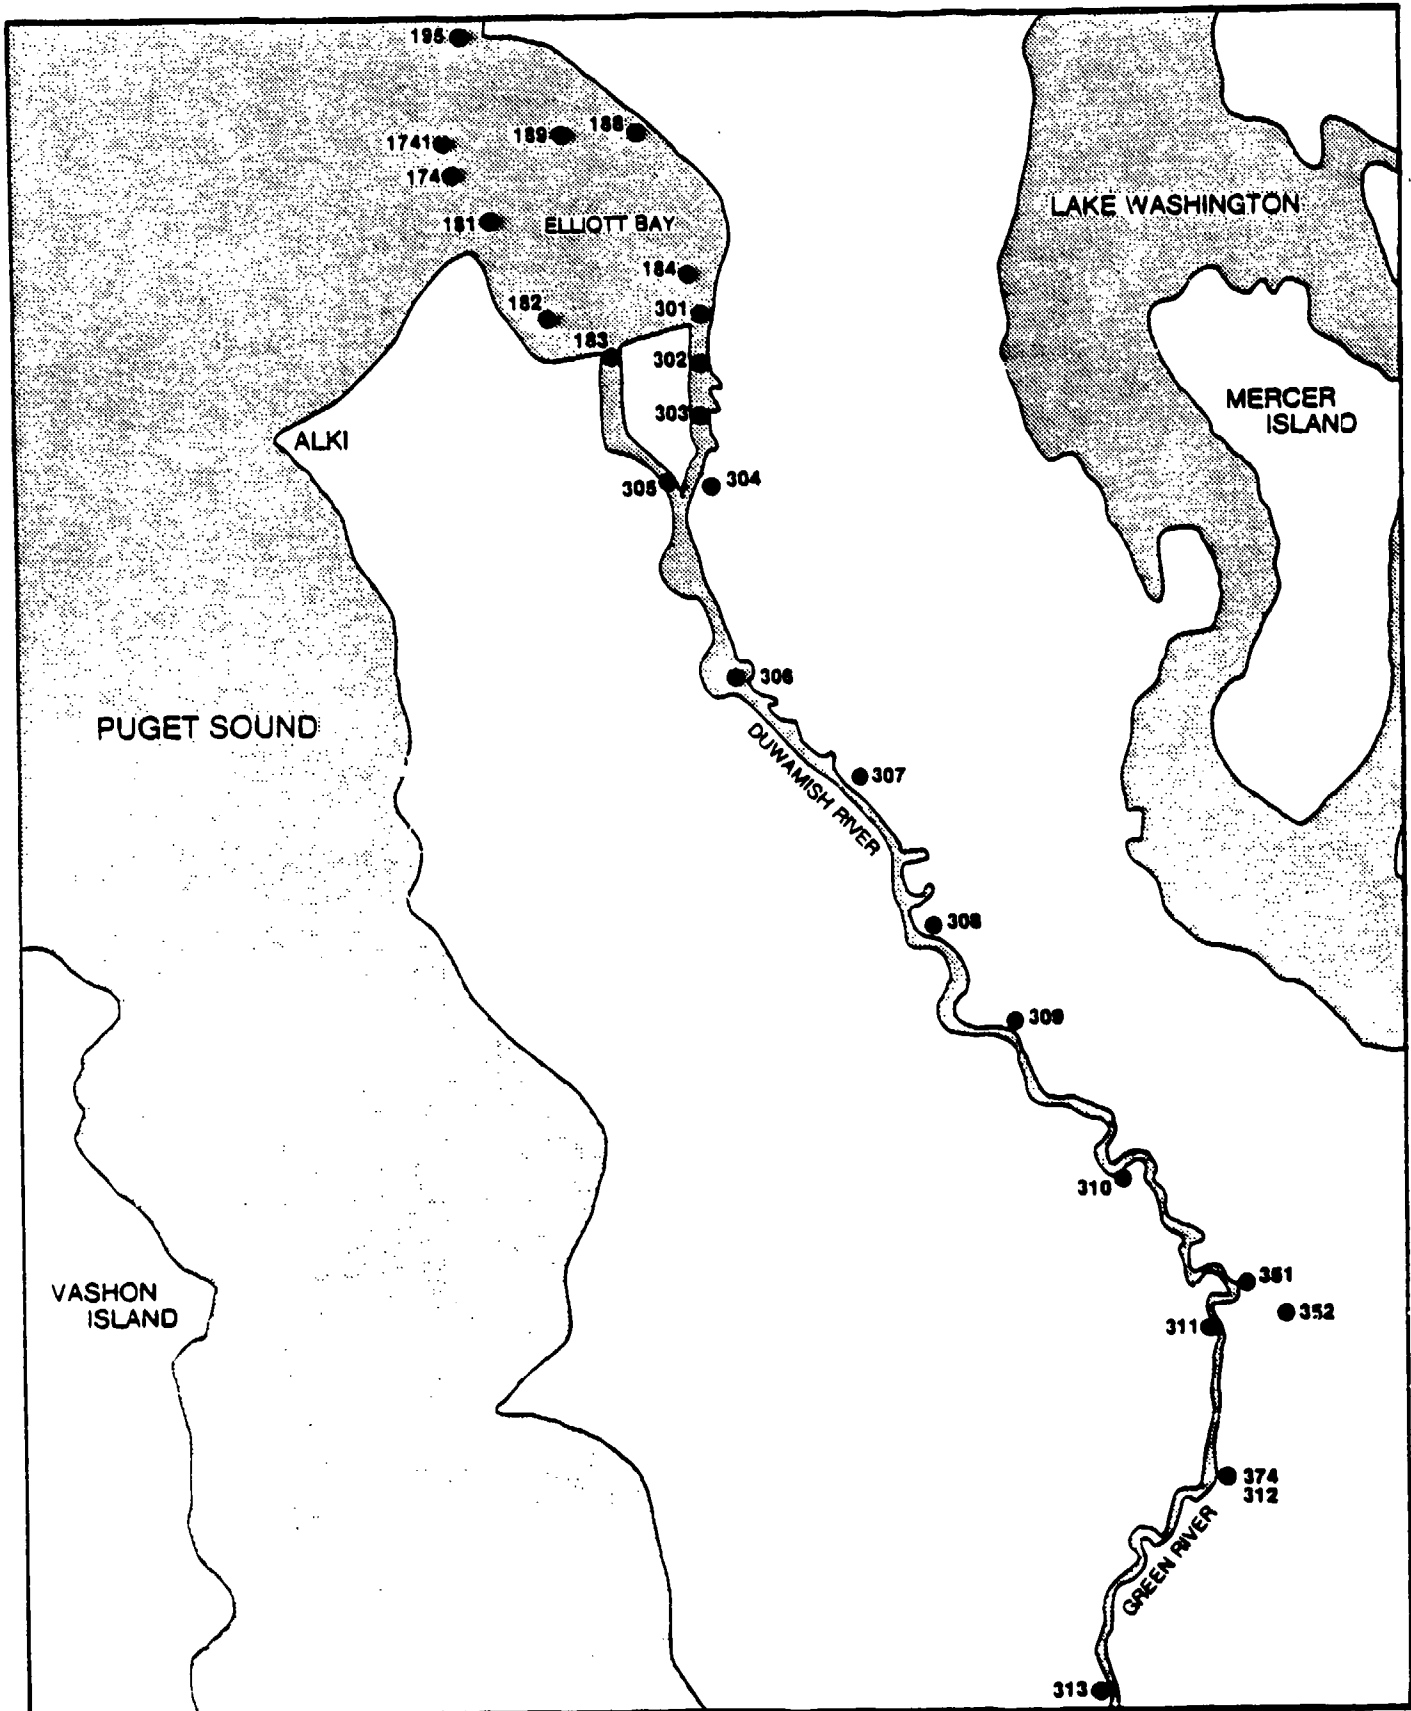 195
188
189
1741
174
LAKE WASHINGTON
181
ELLIOTT BAY
184
182
301
183
302
MERCER
ISLAND
303
ALKI
305
304
306
PUGET SOUND
DUWAMISH RIVER
307
308
309
310
351
VASHON
ISLAND
352
311
374
312
GREEN RIVER
313